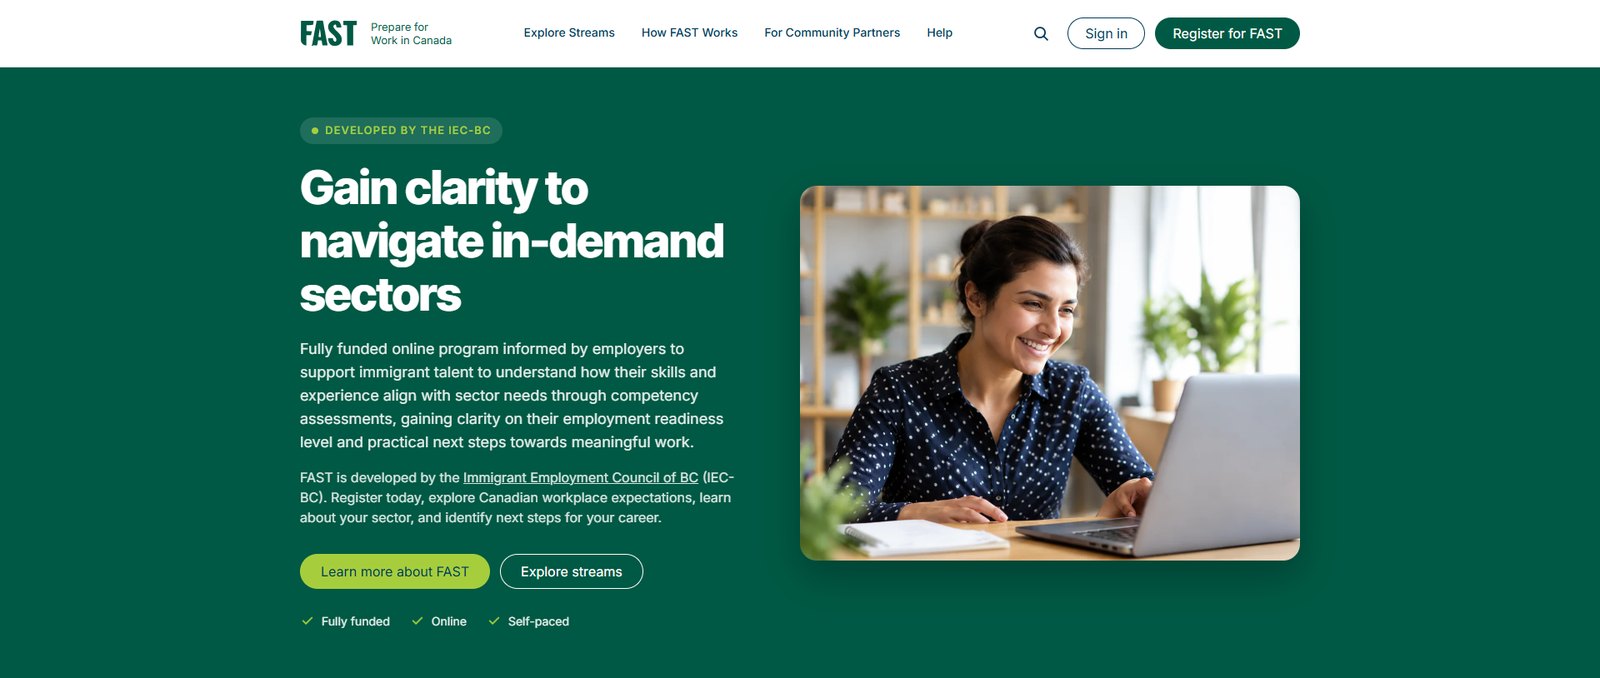 FAST
Prepare for
Work in Canada
Explore Streams
How FAST Works
For Community Partners
Help
Sign in
Register for FAST
DEVELOPED BY THE IEC-BC
Gain clarity to
navigate in-demand
sectors
Fully funded online program informed by employers to
support immigrant talent to understand how their skills and
experience align with sector needs through competency
assessments, gaining clarity on their employment readiness
level and practical next steps towards meaningful work.
FAST is developed by the Immigrant Employment Council of BC (IEC-
BC). Register today, explore Canadian workplace expectations, learn
about your sector, and identify next steps for your career.
Learn more about FAST
Explore streams
Fully funded
Online
Self-paced